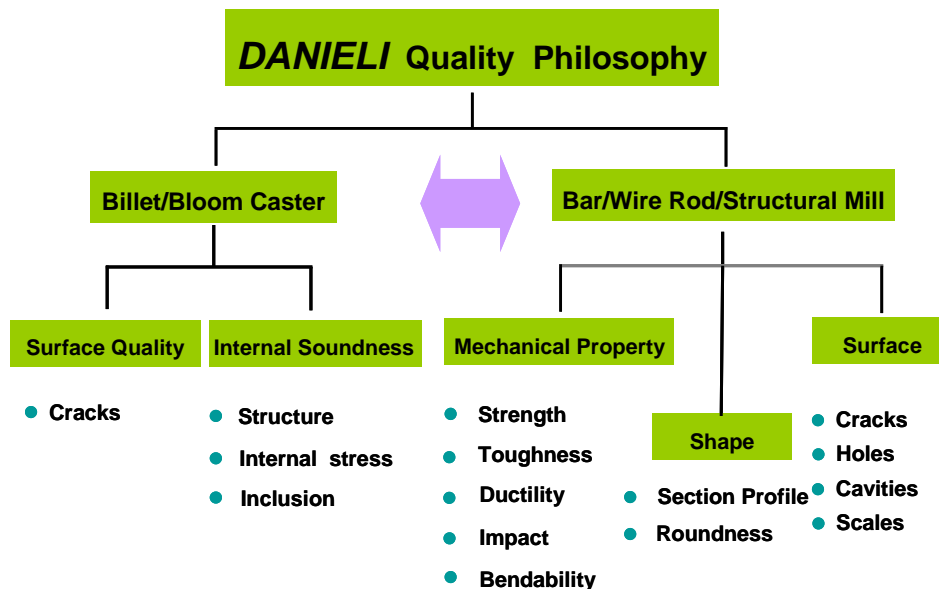 DANIELI Quality Philosophy
Billet/Bloom Caster
Bar/Wire Rod/Structural Mill
Surface Quality
Internal Soundness
Mechanical Property
Surface
Cracks
Structure
Internal stress
Inclusion
Strength
Toughness
Ductility
Impact
Bendability
Shape
Section Profile
Roundness
Cracks
Holes
Cavities
Scales